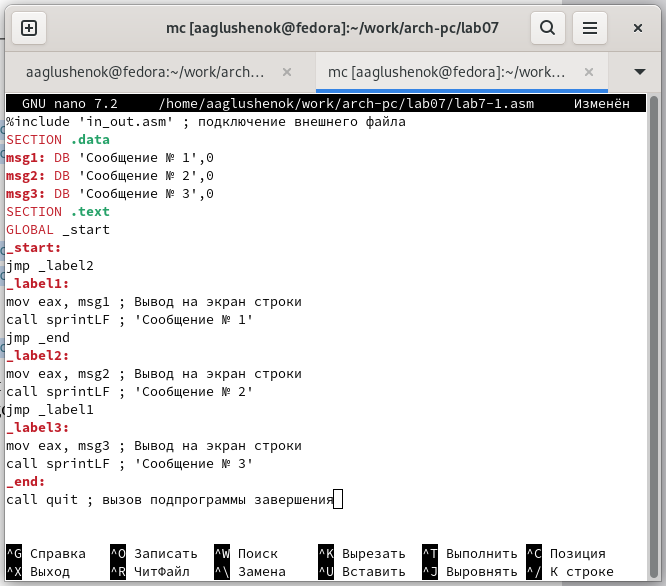 mc [aaglushenok@fedora]:~/work/arch-pc/lab07
aaglushenok@fedora:~/work/arch...
mc [aaglushenok@fedora]:~/work...
GNU nano 7.2 /home/aaglushenok/work/arch-pc/lab07/lab7-1.asm Изменён
%include 'in_out.asm' ; подключение внешнего файла
SECTION .data
msg1: DB 'Сообщение № 1',0
msg2: DB 'Сообщение № 2',0
msg3: DB 'Сообщение № 3',0
SECTION .text
GLOBAL _start
_start:
jmp _label2
_label1:
mov eax, msg1 ; Вывод на экран строки
call sprintLF ; 'Сообщение № 1'
jmp _end
_label2:
mov eax, msg2 ; Вывод на экран строки
call sprintLF ; 'Сообщение № 2'
jmp _label1
_label3:
mov eax, msg3 ; Вывод на экран строки
call sprintLF ; 'Сообщение № 3'
_end:
call quit ; вызов подпрограммы завершения
^G Справка ^O Записать ^W Поиск ^K Вырезать ^T Выполнить ^C Позиция
^X Выход ^R ЧитФайл ^\ Замена ^U Вставить ^J Выровнять ^/ К строке